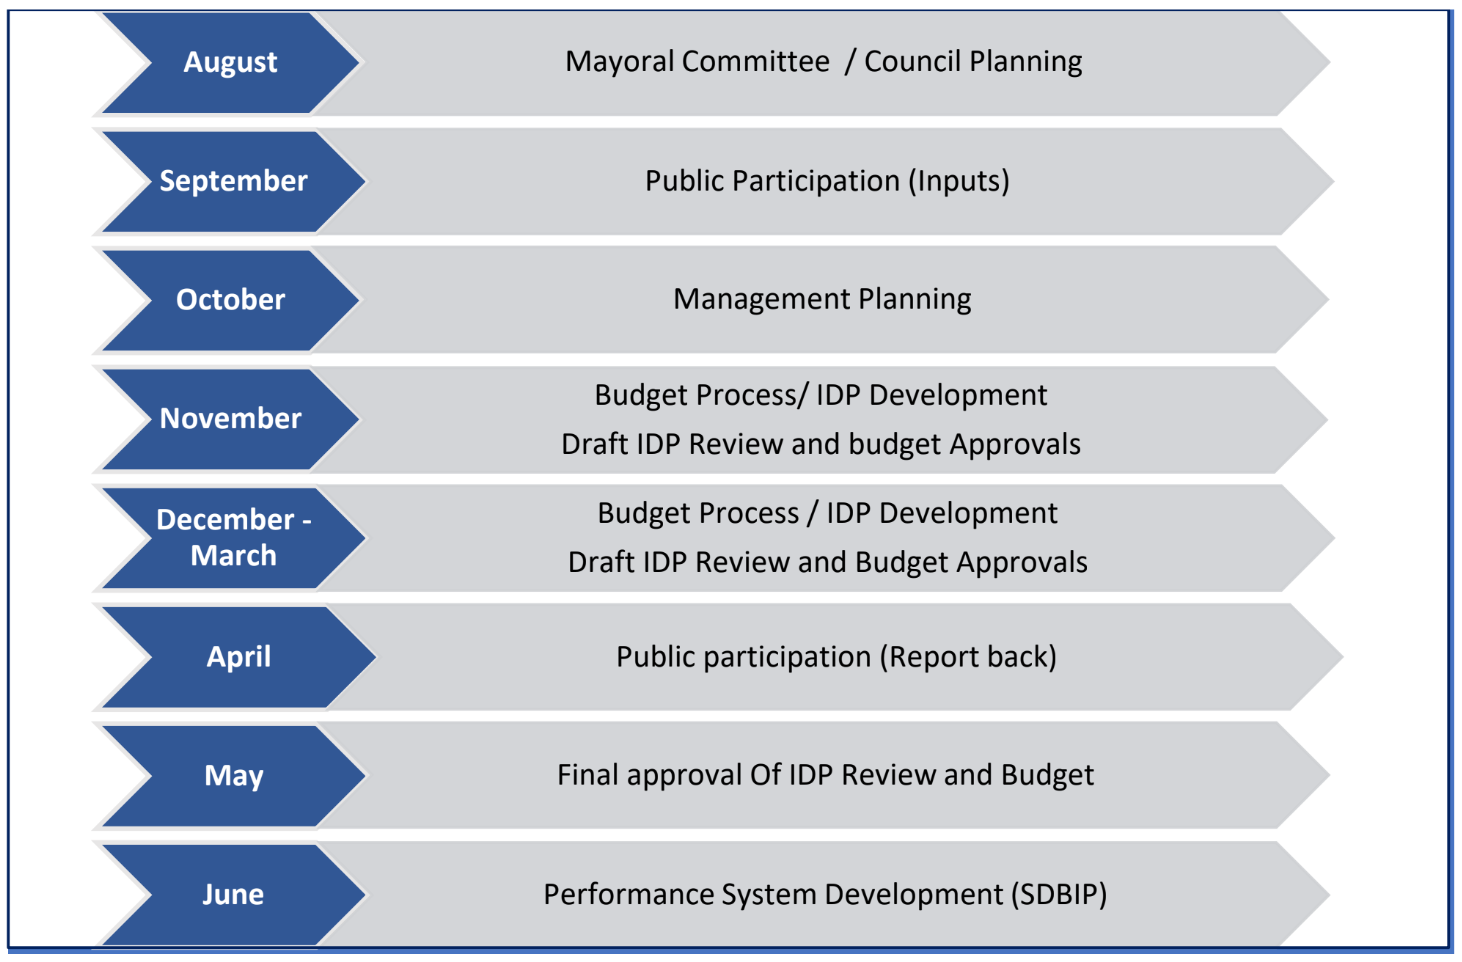 August
Mayoral Committee / Council Planning
September
Public Participation (Inputs)
October
Management Planning
November
Budget Process/ IDP Development
Draft IDP Review and budget Approvals
December -
March
Budget Process / IDP Development
Draft IDP Review and Budget Approvals
April
Public participation (Report back)
May
Final approval Of IDP Review and Budget
June
Performance System Development (SDBIP)